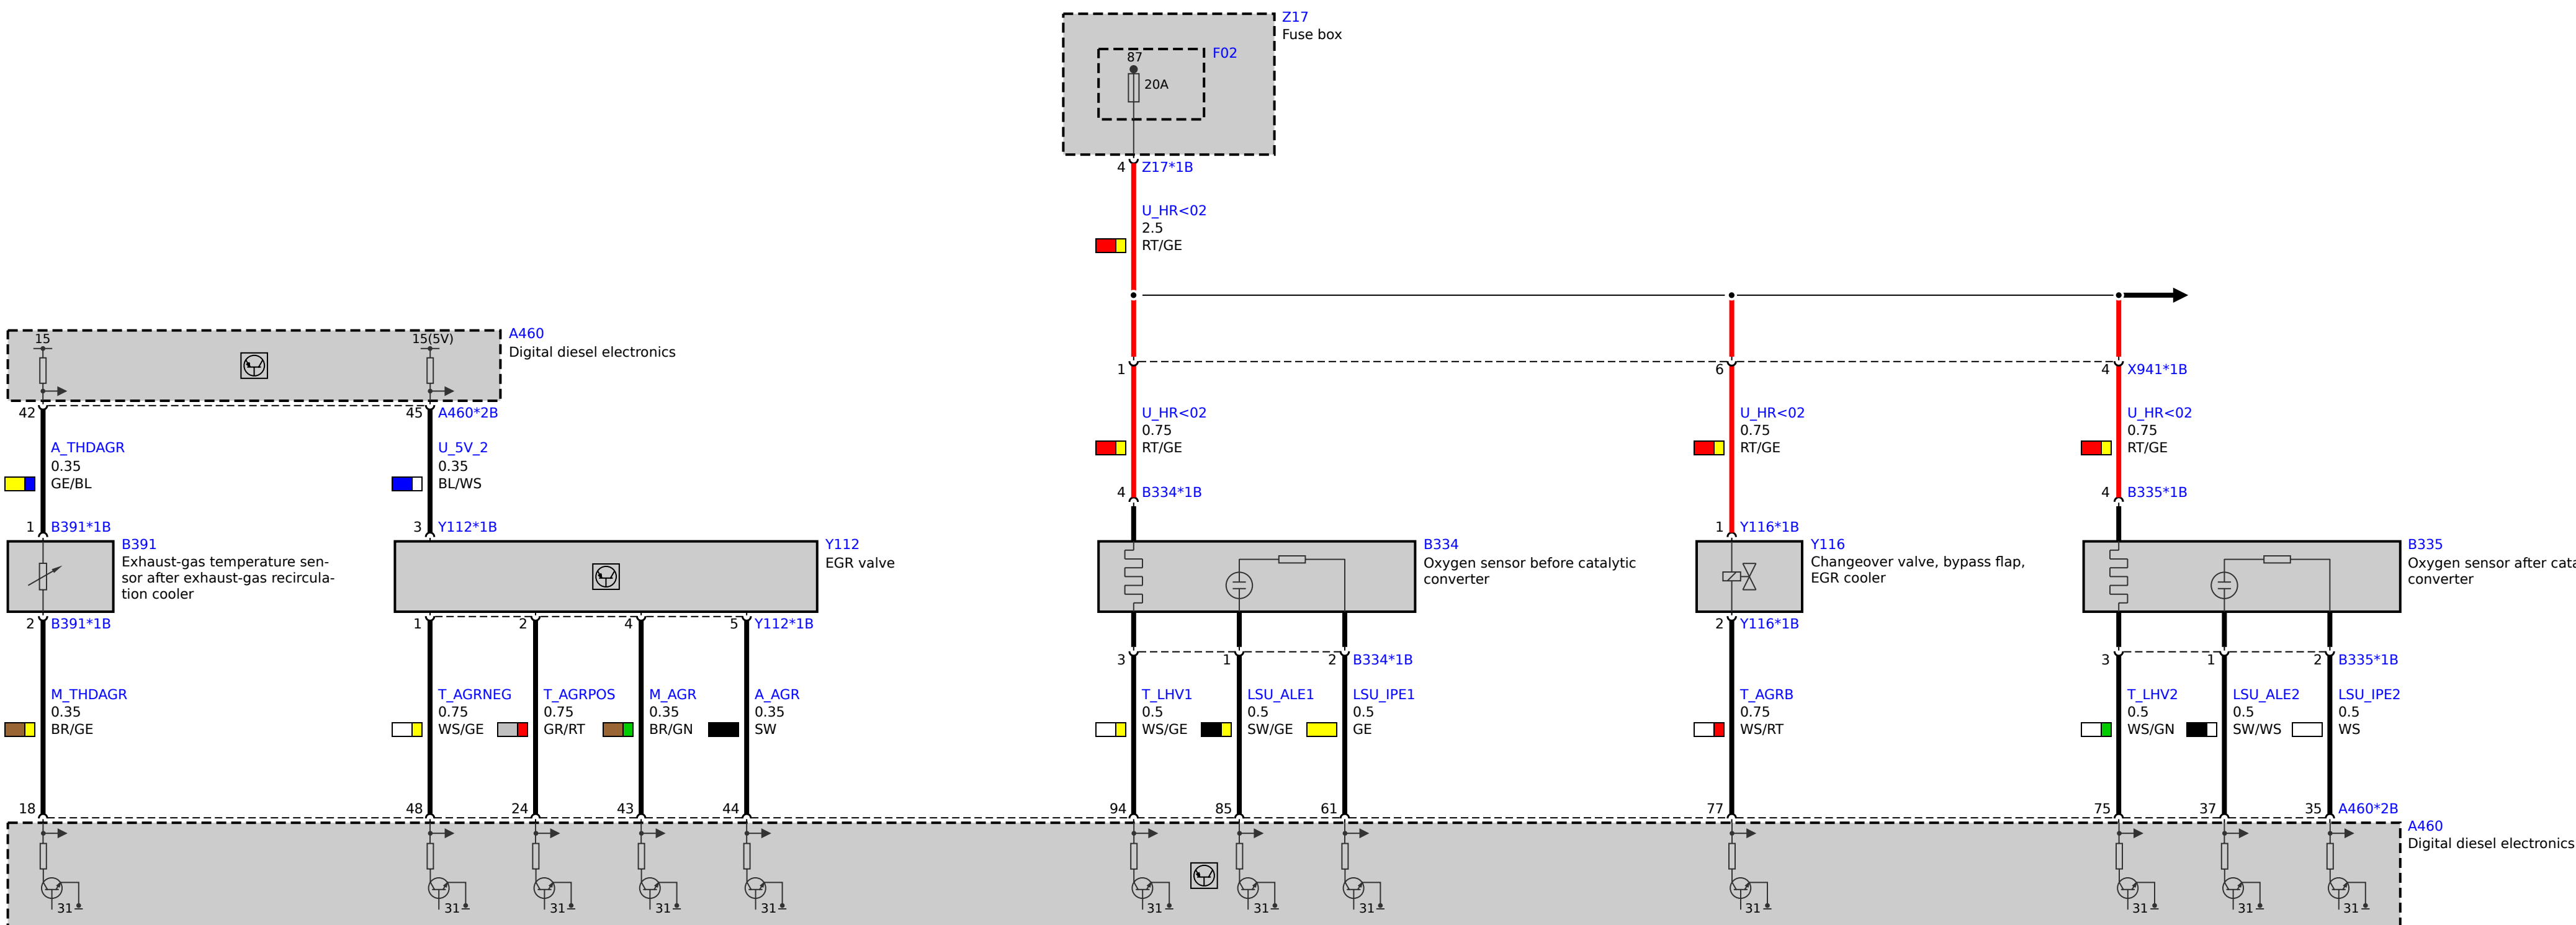 Z17
Fuse box
F02
87
20A
4 Z17*1B
U_HR<02
2.5
RT/GE
A460
Digital diesel electronics
15
15(5V)
1
6
4 X941*1B
42
45 A460*2B
A_THDAGR
0.35
GE/BL
U_5V_2
0.35
BL/WS
U_HR<02
0.75
RT/GE
U_HR<02
0.75
RT/GE
U_HR<02
0.75
RT/GE
4 B334*1B
4 B335*1B
1 B391*1B
3 Y112*1B
1 Y116*1B
B391
Exhaust-gas temperature sen-
sor after exhaust-gas recircula-
tion cooler
Y112
EGR valve
B334
Oxygen sensor before catalytic
converter
Y116
Changeover valve, bypass flap,
EGR cooler
B335
Oxygen sensor after cata
converter
2 B391*1B
1
2
4
5 Y112*1B
2 Y116*1B
3
1
2 B334*1B
3
1
2 B335*1B
M_THDAGR
0.35
BR/GE
T_AGRNEG
0.75
WS/GE
T_AGRPOS
0.75
GR/RT
M_AGR
0.35
BR/GN
A_AGR
0.35
SW
T_LHV1
0.5
WS/GE
LSU_ALE1
0.5
SW/GE
LSU_IPE1
0.5
GE
T_AGRB
0.75
WS/RT
T_LHV2
0.5
WS/GN
LSU_ALE2
0.5
SW/WS
LSU_IPE2
0.5
WS
18
48
24
43
44
94
85
61
77
75
37
35 A460*2B
A460
Digital diesel electronics
31
31
31
31
31
31
31
31
31
31
31
31